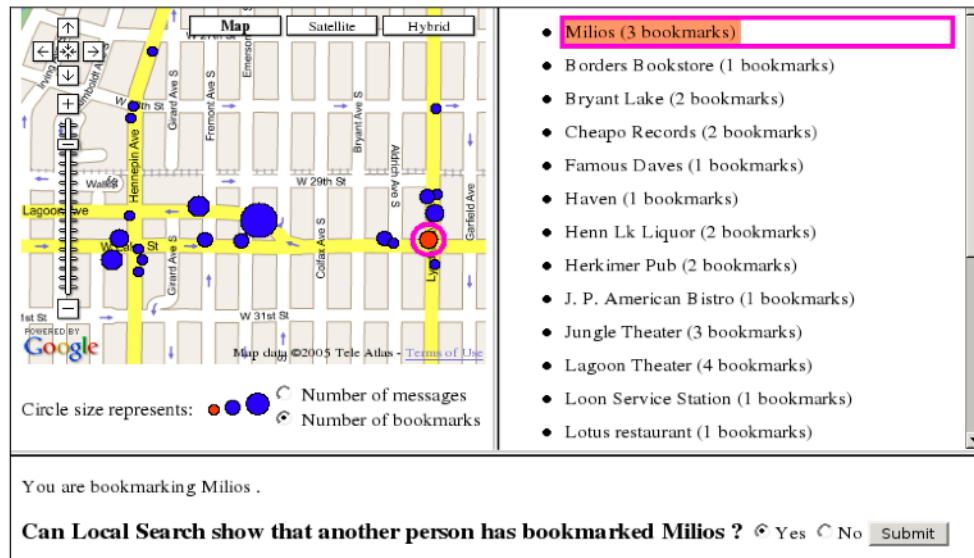 Map
Satellite
Hybrid
W 27th St
Irving Ave
Humboldt Ave
Girard Ave S
Fremont Ave S
Emerson
Bryant Ave S
Aldrich Ave S
Garfield Ave
Hennepin Ave
W 29th St
Lagoon Ave
Colfax Ave S
Girard Ave S
W 31st St
1st St
POWERED BY
Google
Map data ©2005 Tele Atlas - Terms of Use
Circle size represents:
Number of messages
Number of bookmarks
Milios (3 bookmarks)
Borders Bookstore (1 bookmarks)
Bryant Lake (2 bookmarks)
Cheapo Records (2 bookmarks)
Famous Daves (1 bookmarks)
Haven (1 bookmarks)
Henn Lk Liquor (2 bookmarks)
Herkimer Pub (2 bookmarks)
J. P. American Bistro (1 bookmarks)
Jungle Theater (3 bookmarks)
Lagoon Theater (4 bookmarks)
Loon Service Station (1 bookmarks)
Lotus restaurant (1 bookmarks)
You are bookmarking Milios .
Can Local Search show that another person has bookmarked Milios ? Yes No Submit